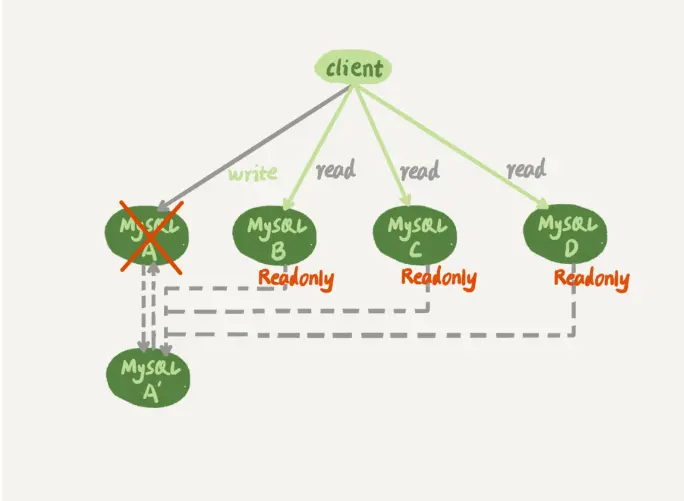 client
write
read
read
read
MySQL
A
MySQL
B
MySQL
C
MySQL
D
Readonly
Readonly
Readonly
MySQL
A'